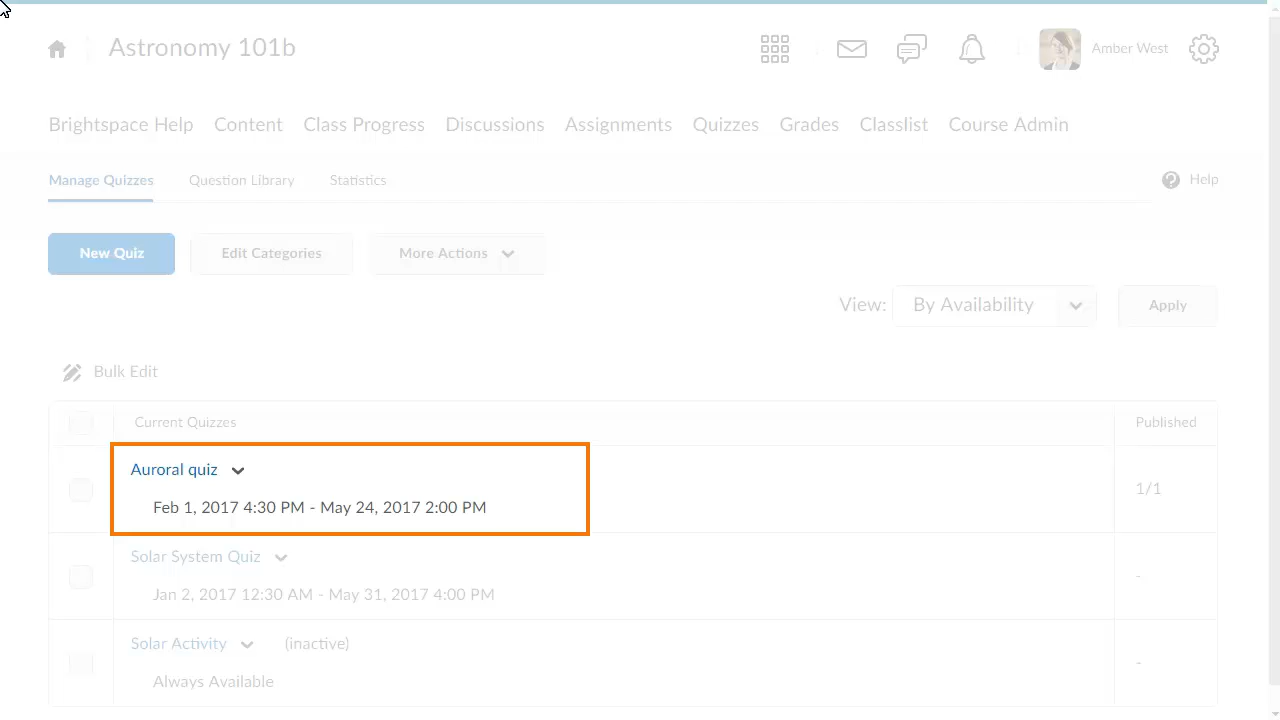 Astronomy 101b
Amber West
Brightspace Help Content Class Progress Discussions Assignments Quizzes Grades Classlist Course Admin
Manage Quizzes Question Library Statistics Help
New Quiz Edit Categories More Actions
View: By Availability Apply
Bulk Edit
Current Quizzes Published
Auroral quiz
Feb 1, 2017 4:30 PM - May 24, 2017 2:00 PM
1/1
Solar System Quiz
Jan 2, 2017 12:30 AM - May 31, 2017 4:00 PM
-
Solar Activity (inactive)
Always Available
-